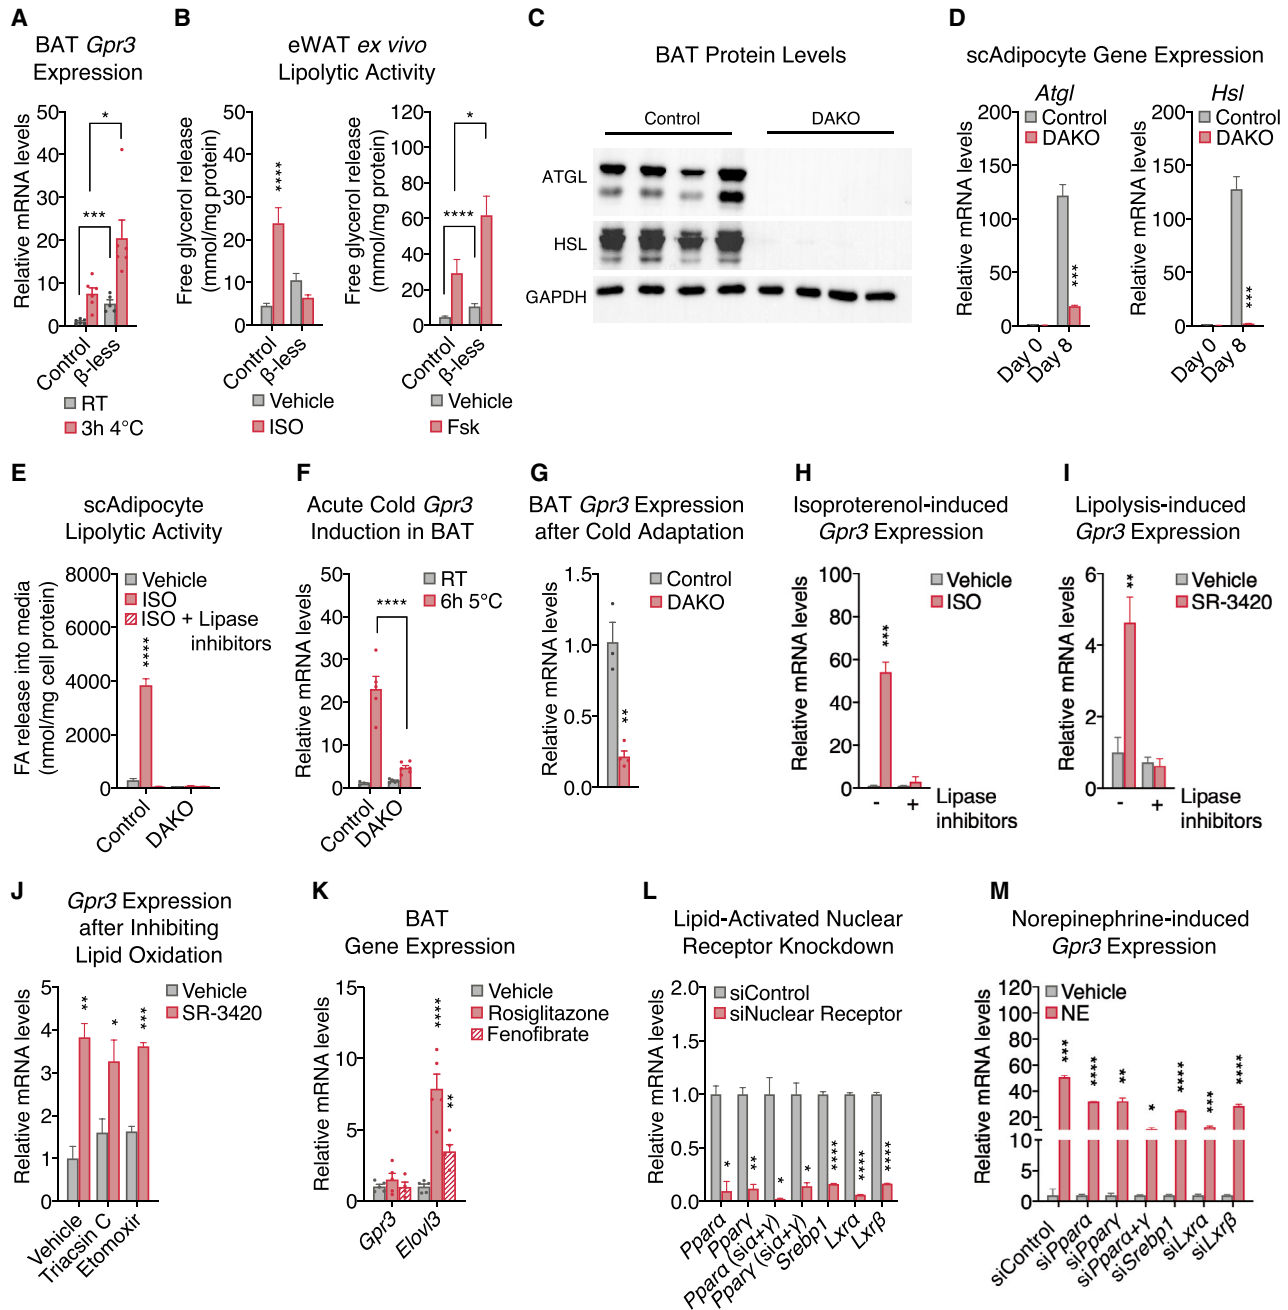 A
BAT Gpr3
Expression
Relative mRNA levels
50
40
30
20
10
0
*
***
Control
β-less
RT
3h 4°C
B
eWAT ex vivo
Lipolytic Activity
Free glycerol release
(mmol/mg protein)
50
40
30
20
10
0
****
Control
β-less
Vehicle
ISO
Free glycerol release
(mmol/mg protein)
120
100
80
60
40
20
0
*
****
Control
β-less
Vehicle
Fsk
C
BAT Protein Levels
Control
DAKO
ATGL
HSL
GAPDH
D
scAdipocyte Gene Expression
Atgl
Control
DAKO
Relative mRNA levels
200
150
100
50
0
***
Day 0
Day 8
Hsl
Control
DAKO
Relative mRNA levels
200
150
100
50
0
***
Day 0
Day 8
E
scAdipocyte
Lipolytic Activity
FA release into media
(nmol/mg cell protein)
8000
6000
4000
2000
0
Vehicle
ISO
ISO + Lipase
inhibitors
****
Control
DAKO
F
Acute Cold Gpr3
Induction in BAT
Relative mRNA levels
50
40
30
20
10
0
RT
6h 5°C
****
Control
DAKO
G
BAT Gpr3 Expression
after Cold Adaptation
Relative mRNA levels
1.5
1.0
0.5
0.0
Control
DAKO
**
H
Isoproterenol-induced
Gpr3 Expression
Relative mRNA levels
100
80
60
40
20
0
Vehicle
ISO
***
-
+
Lipase
inhibitors
I
Lipolysis-induced
Gpr3 Expression
Relative mRNA levels
6
4
2
0
Vehicle
SR-3420
**
-
+
Lipase
inhibitors
J
Gpr3 Expression
after Inhibiting
Lipid Oxidation
Relative mRNA levels
5
4
3
2
1
0
Vehicle
SR-3420
**
*
***
Vehicle
Triacsin C
Etomoxir
K
BAT
Gene Expression
Relative mRNA levels
15
10
5
0
Vehicle
Rosiglitazone
Fenofibrate
****
**
Gpr3
Elovl3
L
Lipid-Activated Nuclear
Receptor Knockdown
Relative mRNA levels
2.0
1.5
1.0
0.5
0.0
siControl
siNuclear Receptor
*
**
*
*
****
****
****
Pparα
Pparγ
Pparα (siα+γ)
Pparγ (siα+γ)
Srebp1
Lxrα
Lxrβ
M
Norepinephrine-induced
Gpr3 Expression
Relative mRNA levels
120
100
80
60
40
20
10
5
0
Vehicle
NE
***
****
**
*
****
***
****
siControl
siPparα
siPparγ
siPparα+γ
siSrebp1
siLxrα
siLxrβ